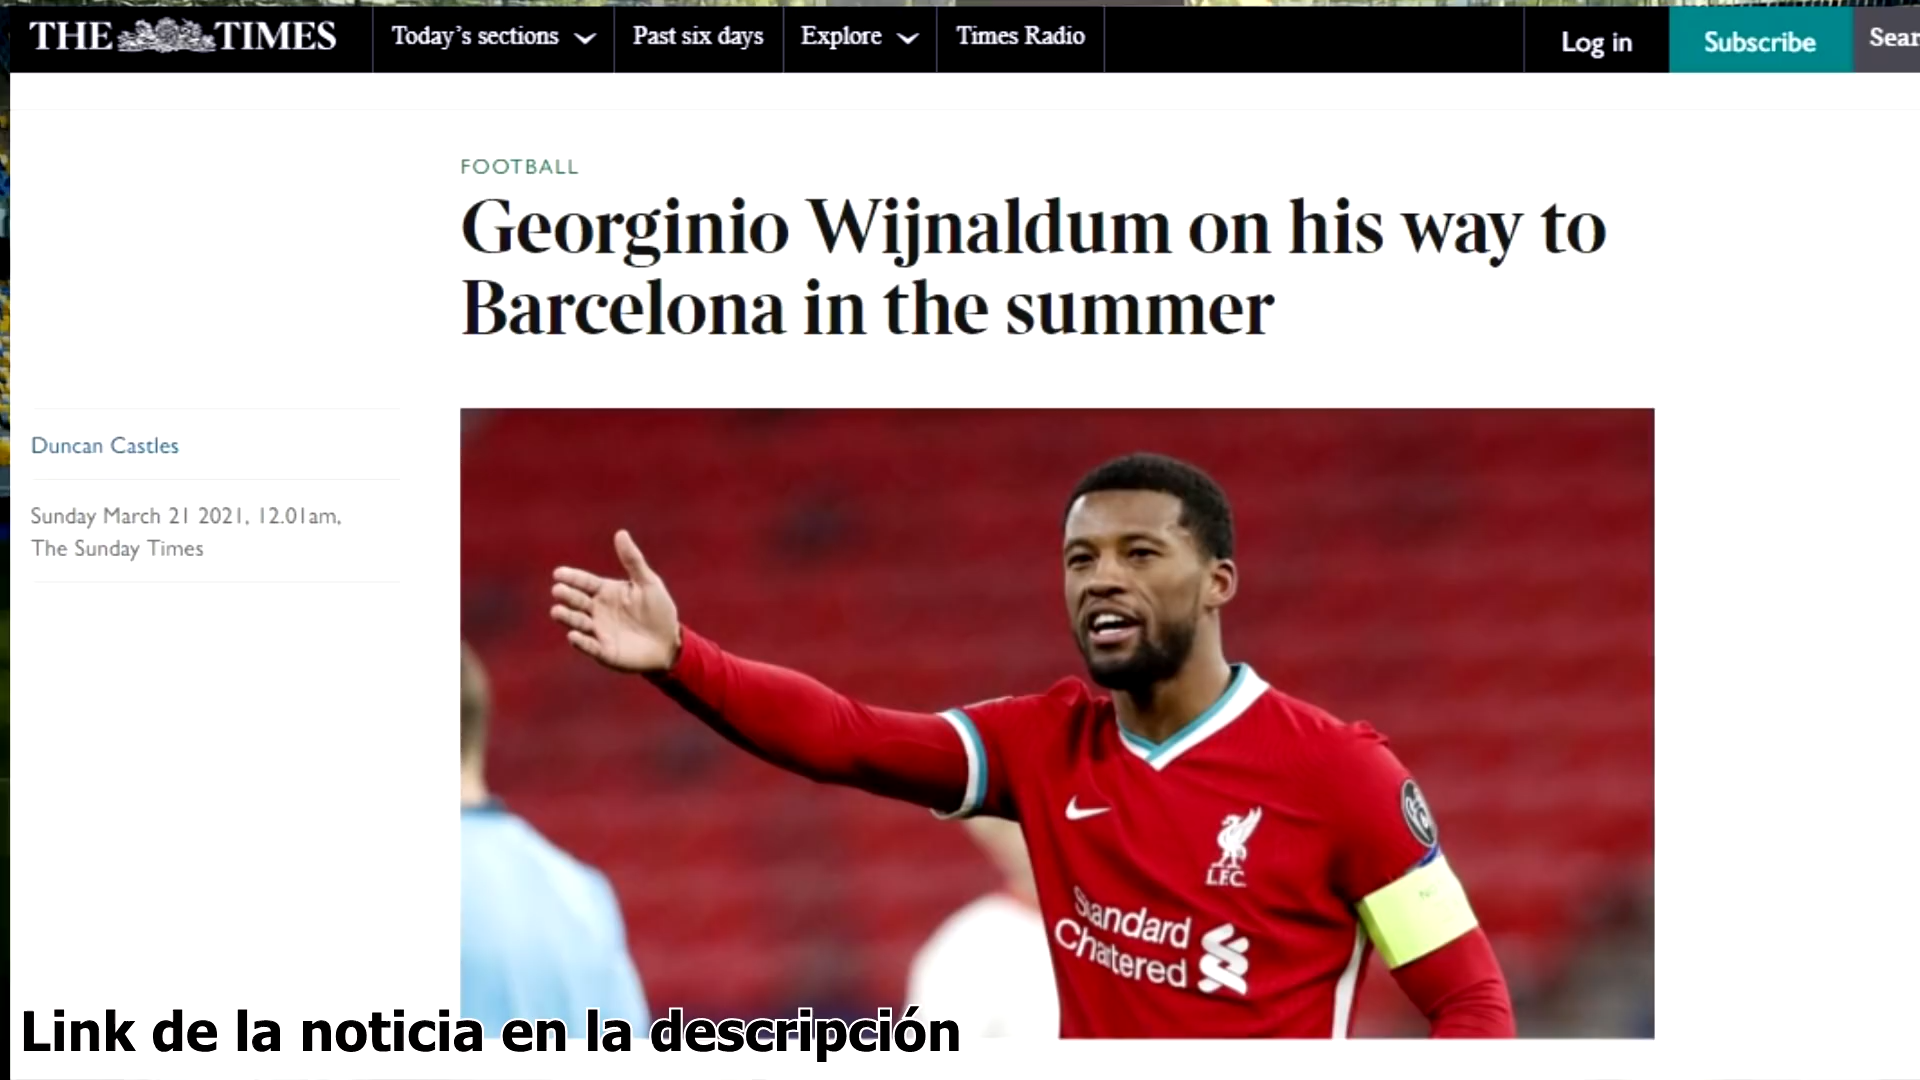 THE TIMES
Today's sections
Past six days
Explore
Times Radio
Log in
Subscribe
FOOTBALL
Georginio Wijnaldum on his way to
Barcelona in the summer
Duncan Castles
Sunday March 21 2021, 12.01am,
The Sunday Times
L.F.C.
Standard
Chartered
Link de la noticia en la descripción